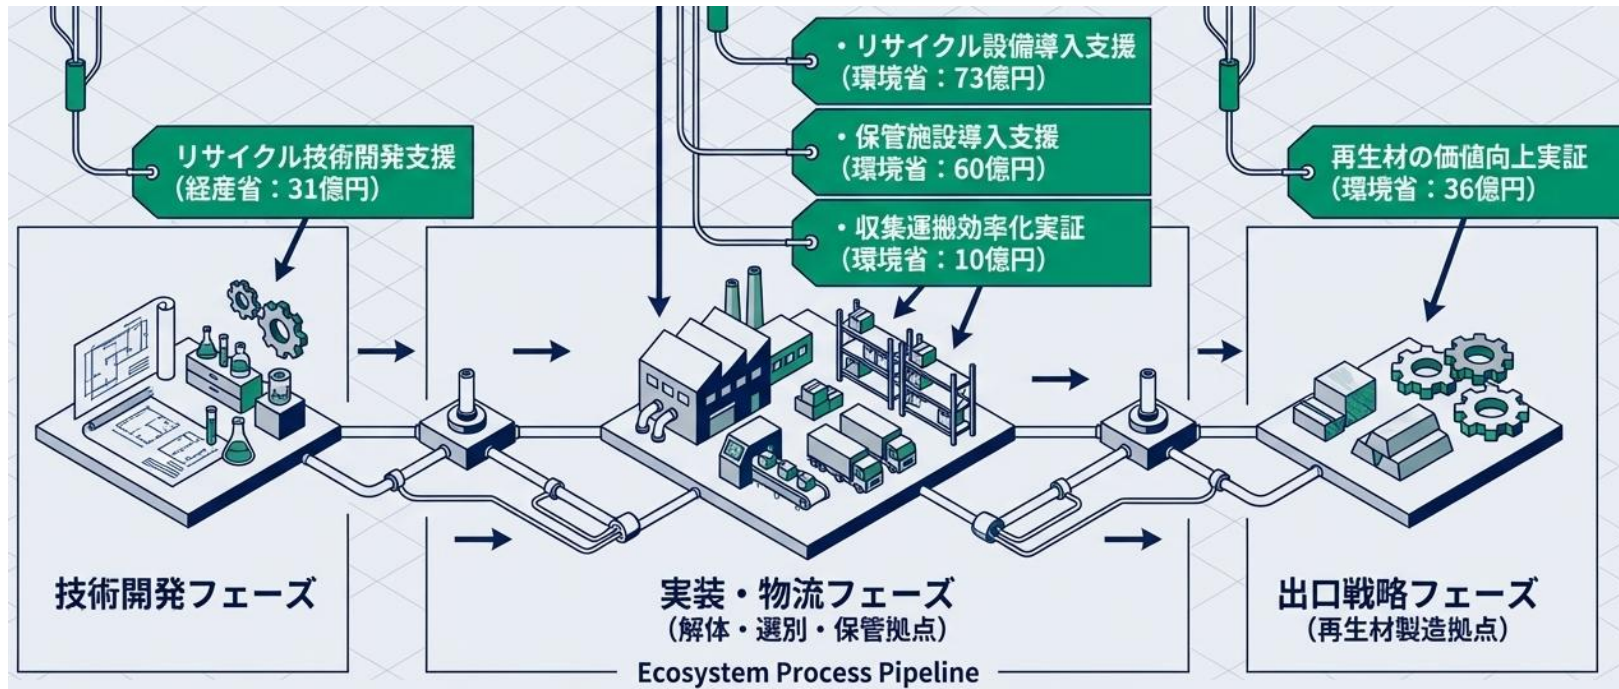 ・リサイクル設備導入支援
（環境省：73億円）
・保管施設導入支援
（環境省：60億円）
・収集運搬効率化実証
（環境省：10億円）
リサイクル技術開発支援
（経産省：31億円）
再生材の価値向上実証
（環境省：36億円）
技術開発フェーズ
実装・物流フェーズ
（解体・選別・保管拠点）
出口戦略フェーズ
（再生材製造拠点）
Ecosystem Process Pipeline